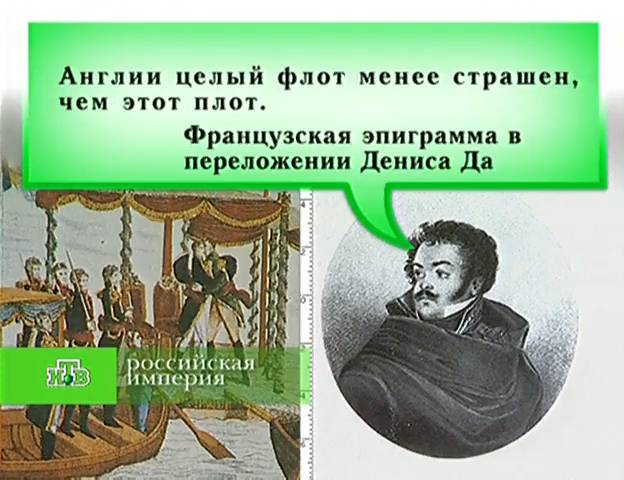 Англии целый флот менее страшен,
чем этот плот.
Французская эпиграмма в
переложении Дениса Да
НТВ
российская
империя